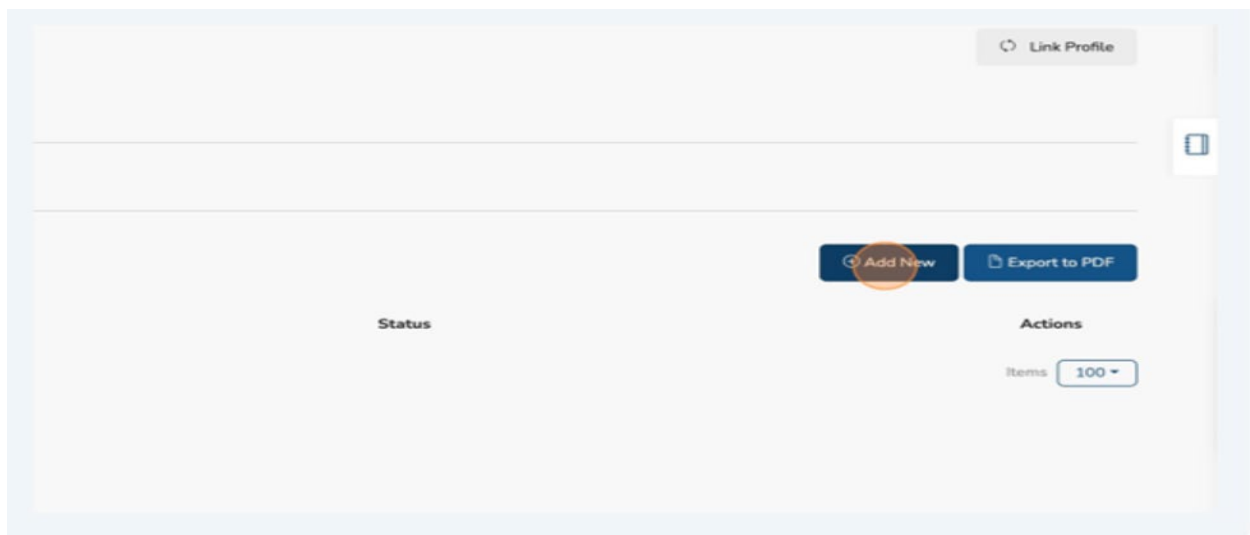 Link Profile
Add New Export to PDF
Status Actions
Items 100